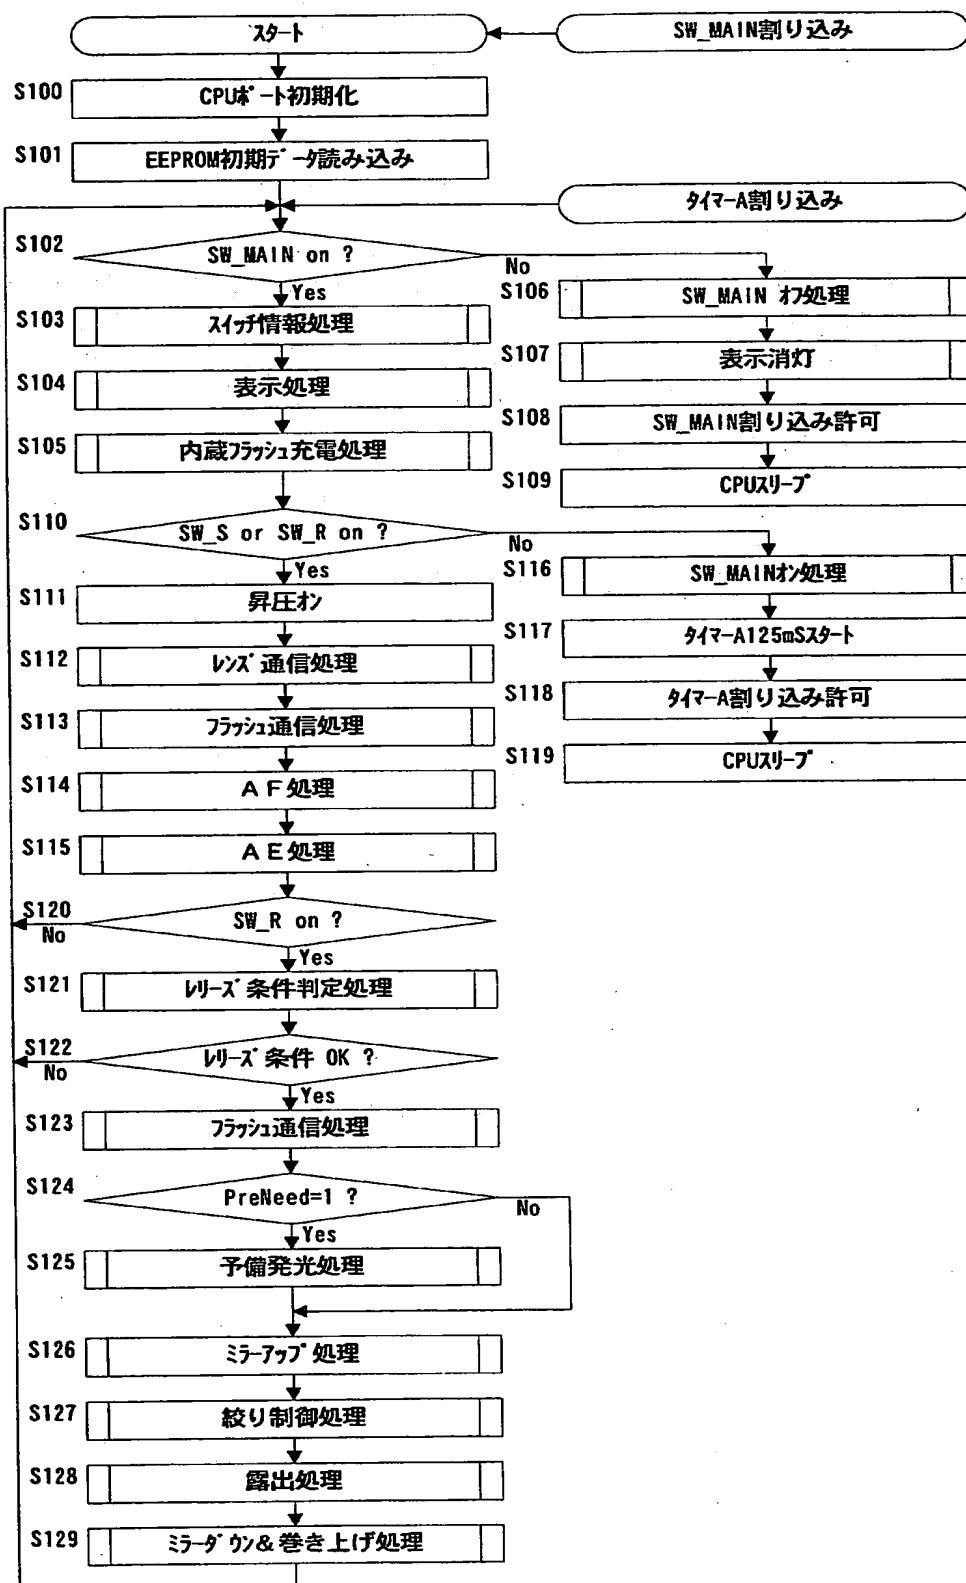 スタート
SW_MAIN割り込み
S100
CPUポート初期化
S101
EEPROM初期データ読み込み
タイマーA割り込み
S102
SW_MAIN on ?
No
Yes
S106
SW_MAIN オフ処理
S103
スイッチ情報処理
S107
表示消灯
S104
表示処理
S108
SW_MAIN割り込み許可
S105
内蔵フラッシュ充電処理
S109
CPUスリープ
S110
SW_S or SW_R on ?
No
Yes
S116
SW_MAINオン処理
S111
昇圧オン
S117
タイマーA125mSスタート
S112
レンズ通信処理
S118
タイマーA割り込み許可
S113
フラッシュ通信処理
S119
CPUスリープ
S114
AF処理
S115
AE処理
S120
SW_R on ?
No
Yes
S121
レリーズ条件判定処理
S122
レリーズ条件 OK ?
No
Yes
S123
フラッシュ通信処理
S124
PreNeed=1 ?
No
Yes
S125
予備発光処理
S126
ミラーアップ処理
S127
絞り制御処理
S128
露出処理
S129
ミラーダウン&巻き上げ処理